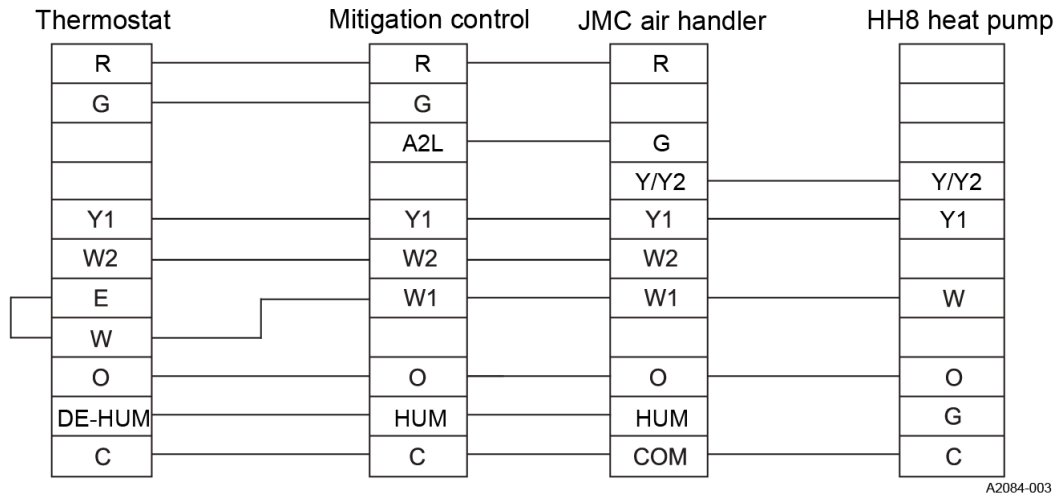 Thermostat Mitigation control JMC air handler HH8 heat pump
R R R
G G
A2L G
Y/Y2 Y/Y2
Y1 Y1 Y1 Y1
W2 W2 W2
E W1 W1 W
W
O O O O
DE-HUM HUM HUM G
C C COM C
A2084-003